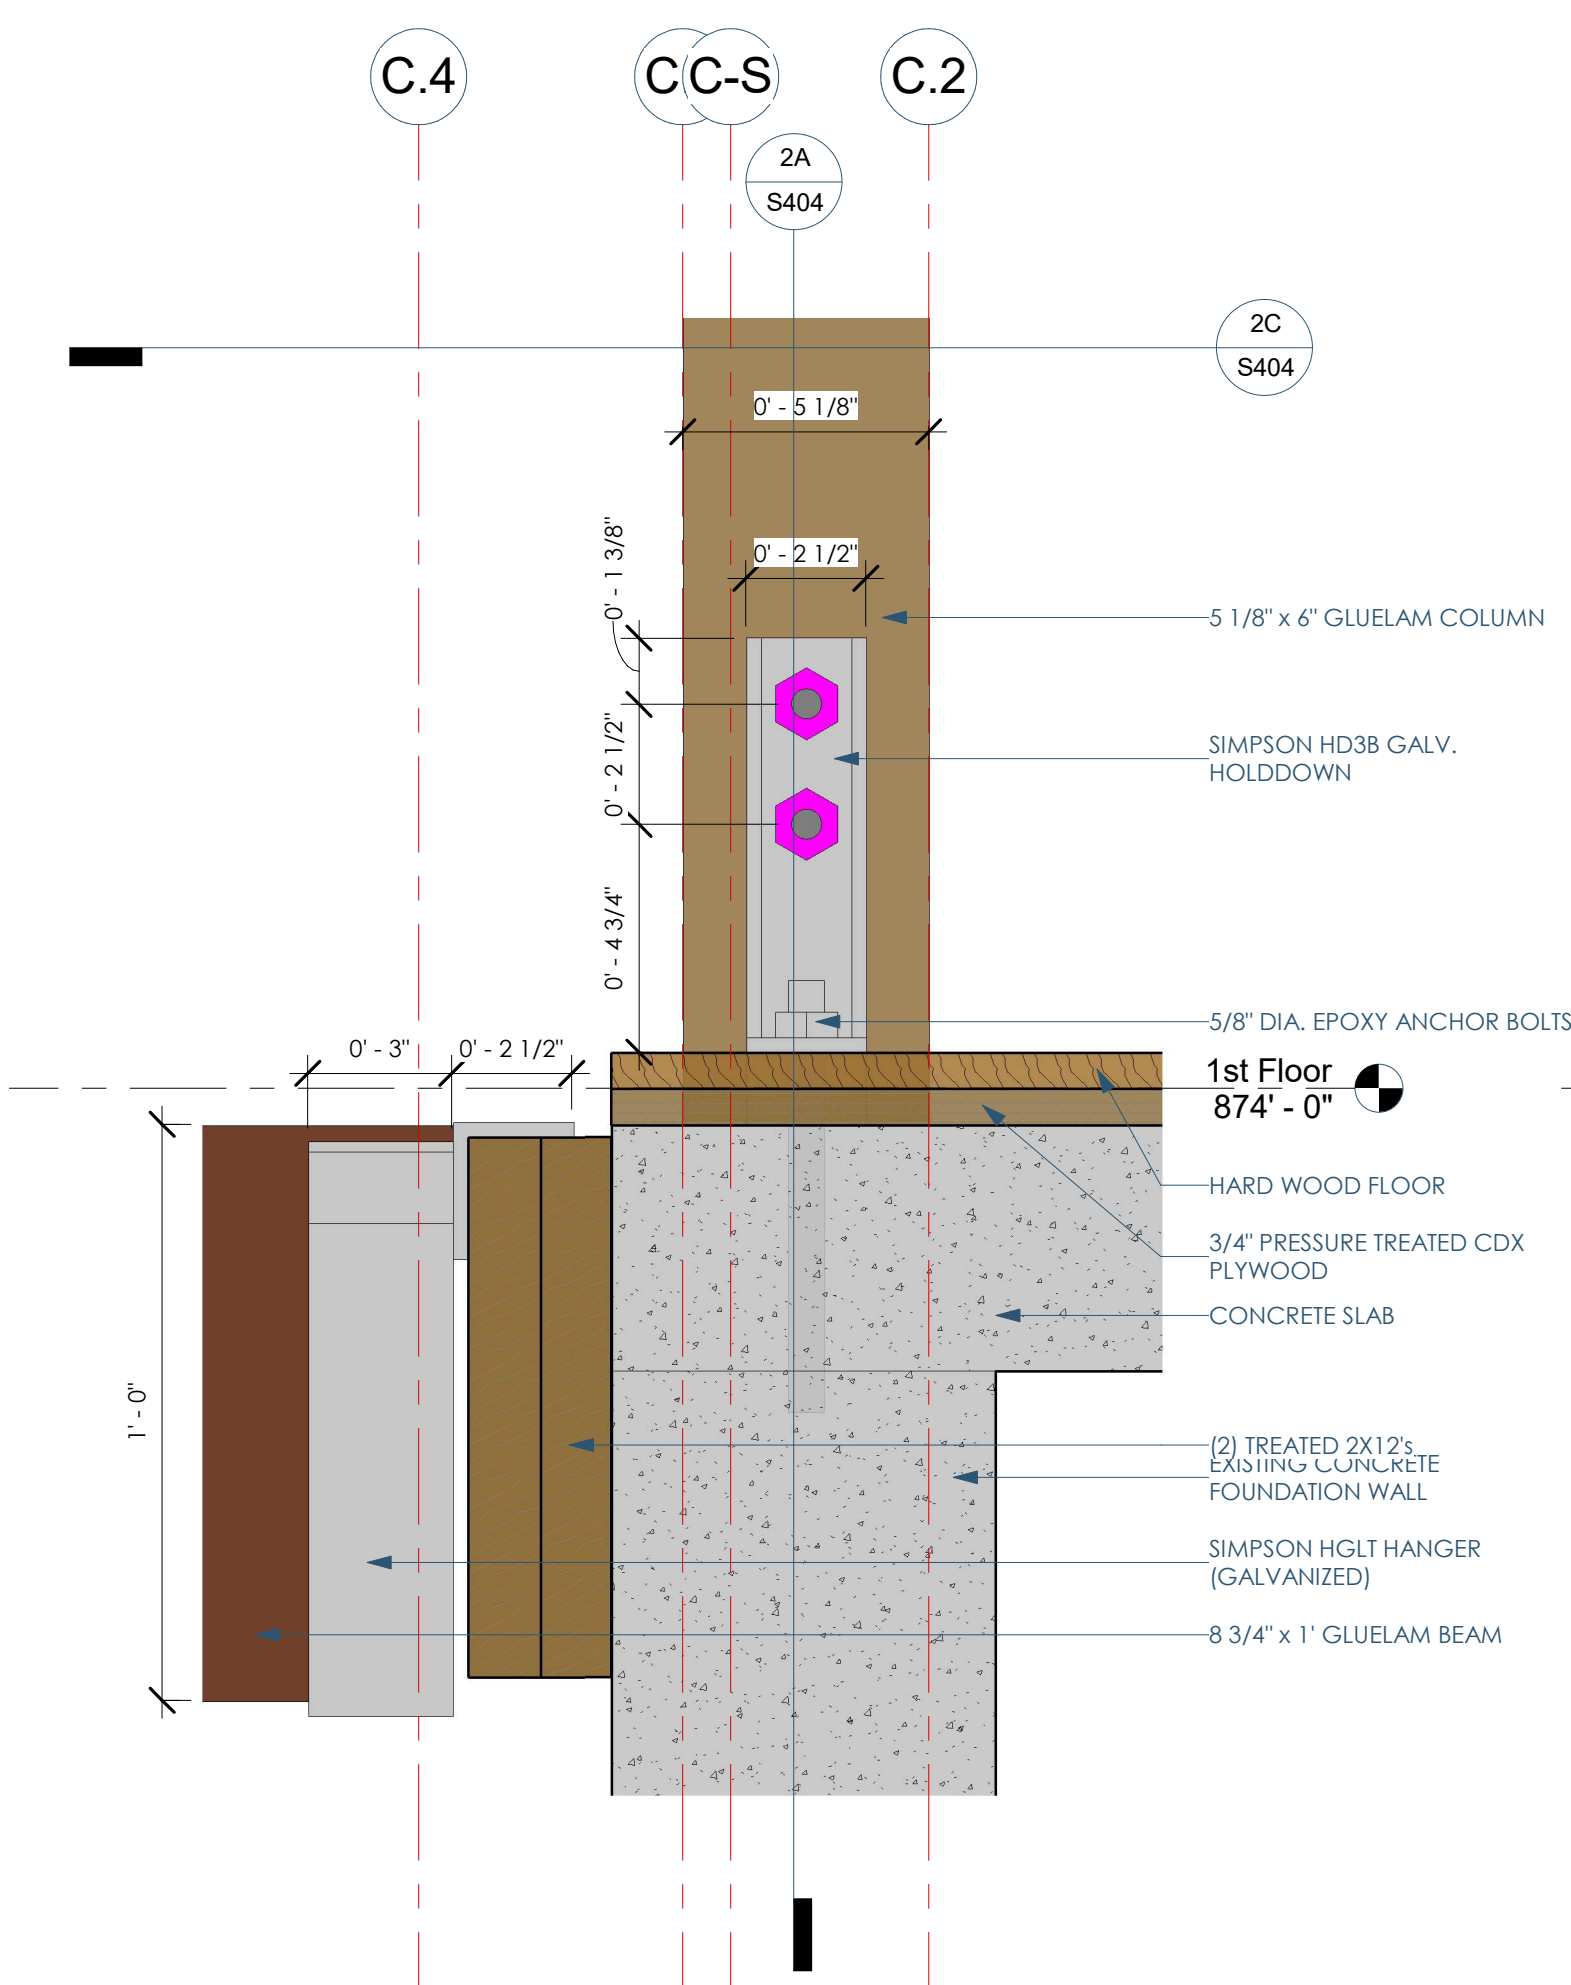 C.4
C
C-S
C.2
2A
S404
2C
S404
0' - 5 1/8"
0' - 1 3/8"
0' - 2 1/2"
5 1/8" x 6" GLUELAM COLUMN
0' - 2 1/2"
SIMPSON HD3B GALV.
HOLDDOWN
0' - 4 3/4"
5/8" DIA. EPOXY ANCHOR BOLTS
0' - 3"
0' - 2 1/2"
1st Floor
874' - 0"
HARD WOOD FLOOR
3/4" PRESSURE TREATED CDX
PLYWOOD
CONCRETE SLAB
1' - 0"
(2) TREATED 2X12's
EXISTING CONCRETE
FOUNDATION WALL
SIMPSON HGLT HANGER
(GALVANIZED)
8 3/4" x 1' GLUELAM BEAM